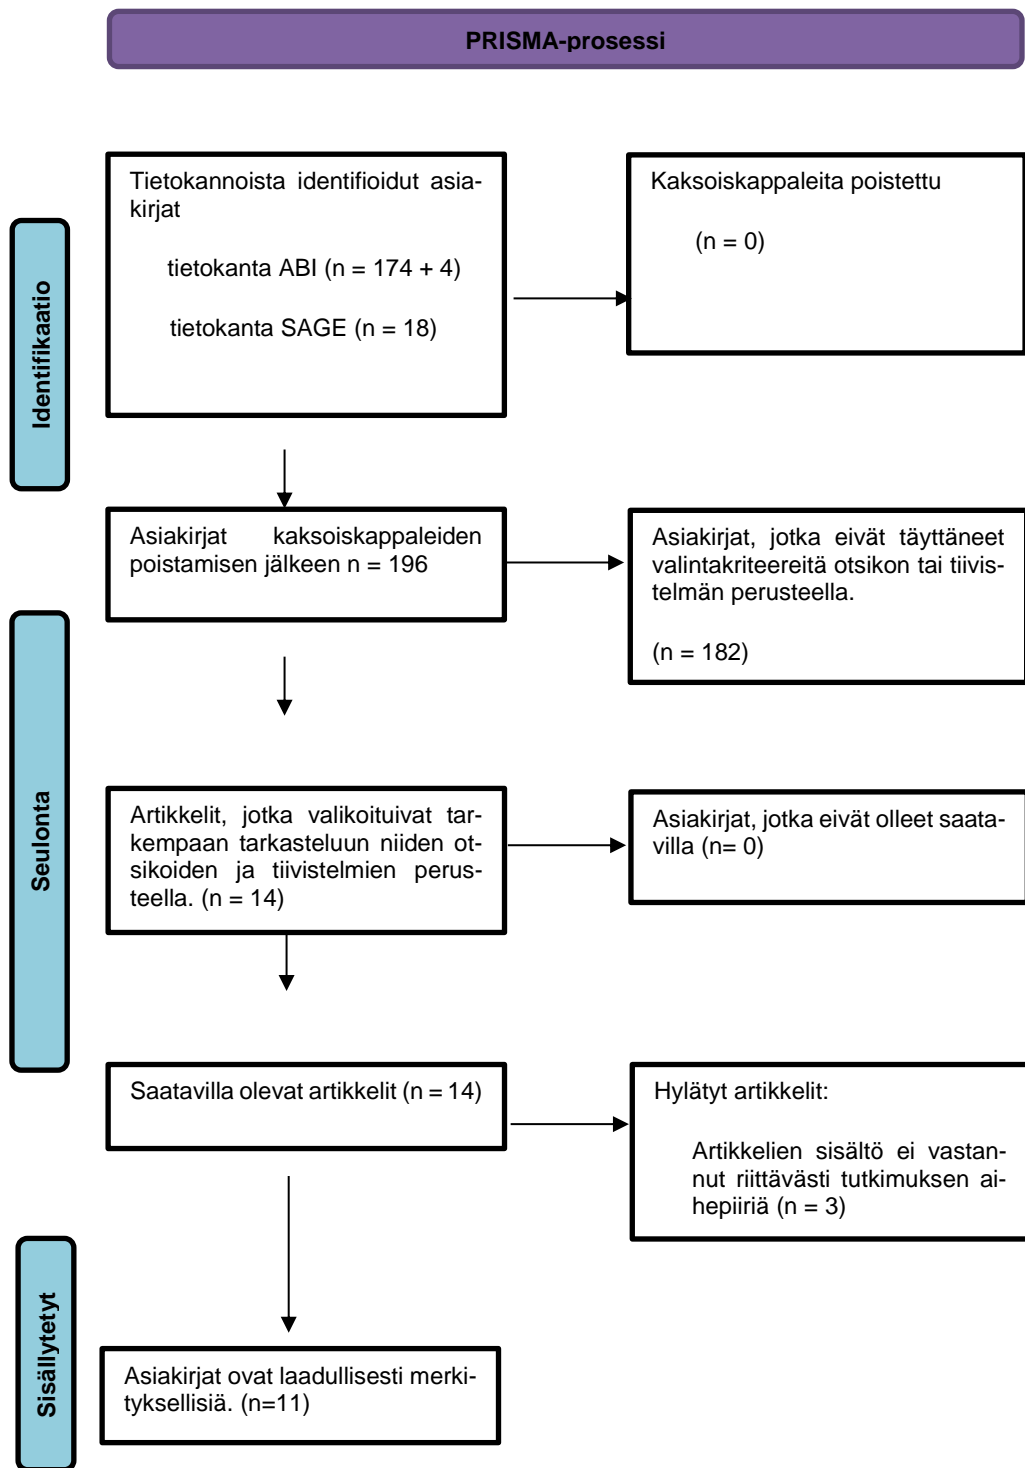 PRISMA-prosessi
Identifikaatio
Tietokannoista identifioidut asia-
kirjat
tietokanta ABI (n = 174 + 4)
tietokanta SAGE (n = 18)
Kaksoiskappaleita poistettu
(n = 0)
Asiakirjat kaksoiskappaleiden
poistamisen jälkeen n = 196
Asiakirjat, jotka eivät täyttäneet
valintakriteereitä otsikon tai tiivis-
telmän perusteella.
(n = 182)
Seulonta
Artikkelit, jotka valikoituivat tar-
kempaan tarkasteluun niiden ot-
sikoiden ja tiivistelmien perus-
teella. (n = 14)
Asiakirjat, jotka eivät olleet saata-
villa (n= 0)
Saatavilla olevat artikkelit (n = 14)
Hylätyt artikkelit:
Artikkelien sisältö ei vastan-
nut riittävästi tutkimuksen ai-
hepiiriä (n = 3)
Sisällytetyt
Asiakirjat ovat laadullisesti merki-
tyksellisiä. (n=11)